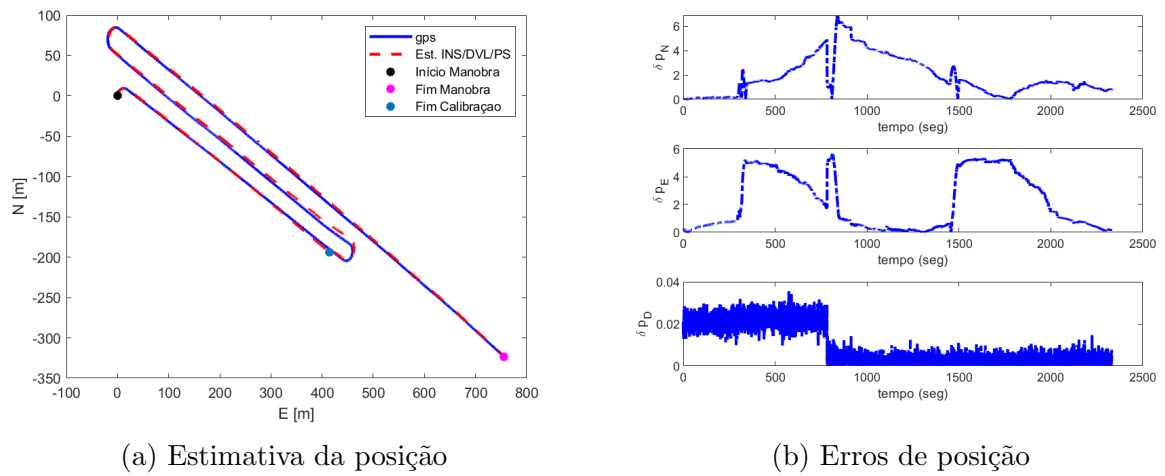 100
50
0
-50
-100
-150
-200
-250
-300
-350
N [m]
-100 0 100 200 300 400 500 600 700 800
E [m]
gps
Est. INS/DVL/PS
Início Manobra
Fim Manobra
Fim Calibraçao
(a) Estimativa da posição
6
4
2
0
δ p_N
0 500 1000 1500 2000 2500
tempo (seg)
6
4
2
0
δ p_E
0 500 1000 1500 2000 2500
tempo (seg)
0.04
0.02
0
δ p_D
0 500 1000 1500 2000 2500
tempo (seg)
(b) Erros de posição